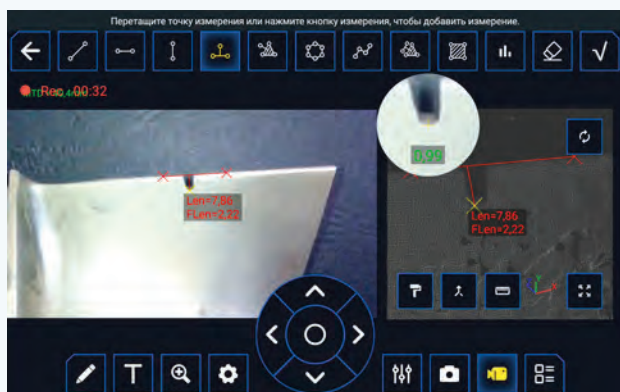 Перетащите точку измерения или нажмите кнопку измерения, чтобы добавить измерение.
Rec 00:32
0,99
Len=7,86
FLen=2,22
Len=7,86
FLen=2,22
T